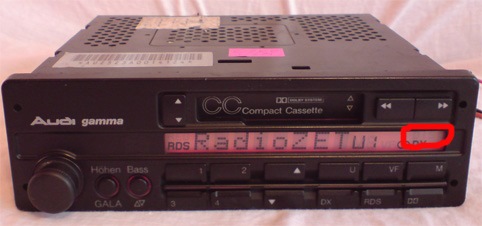 CC Compact Cassette
DOLBY SYSTEM
Audi gamma
RDS RadioZETu:
Höhen Bass
GALA
1 2 U VF M
3 4 DX RDS